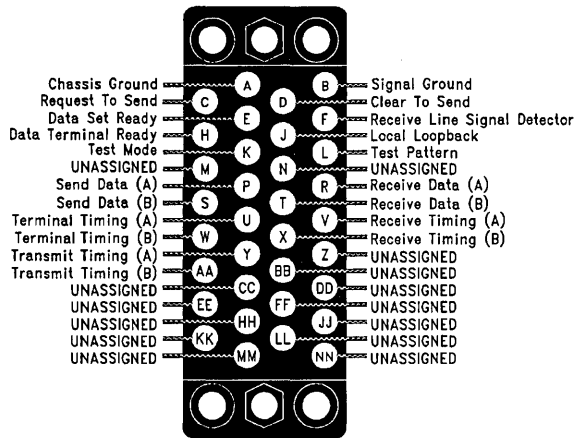 Chassis Ground A B Signal Ground
Request To Send C D Clear To Send
Data Set Ready E F Receive Line Signal Detector
Data Terminal Ready H J Local Loopback
Test Mode K L Test Pattern
UNASSIGNED M N UNASSIGNED
Send Data (A) P R Receive Data (A)
Send Data (B) S T Receive Data (B)
Terminal Timing (A) U V Receive Timing (A)
Terminal Timing (B) W X Receive Timing (B)
Transmit Timing (A) Y Z UNASSIGNED
Transmit Timing (B) AA BB UNASSIGNED
UNASSIGNED CC DD UNASSIGNED
UNASSIGNED EE FF UNASSIGNED
UNASSIGNED HH JJ UNASSIGNED
UNASSIGNED KK LL UNASSIGNED
UNASSIGNED MM NN UNASSIGNED